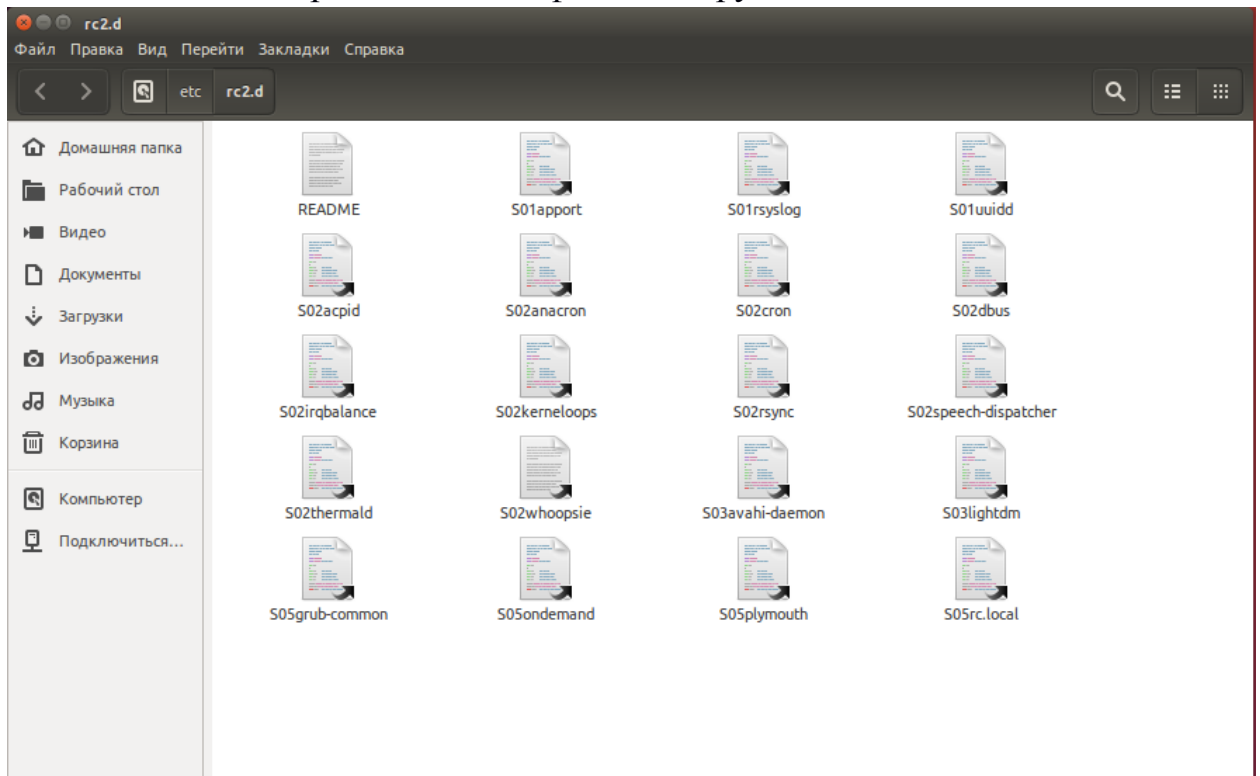 rc2.d
Файл Правка Вид Перейти Закладки Справка
etc rc2.d
Домашняя папка
Рабочий стол
Видео
Документы
Загрузки
Изображения
Музыка
Корзина
Компьютер
Подключиться...
README S01apport S01rsyslog S01uuidd
S02acpid S02anacron S02cron S02dbus
S02irqbalance S02kerneloops S02rsync S02speech-dispatcher
S02thermald S02whoopsie S03avahi-daemon S03lightdm
S05grub-common S05ondemand S05plymouth S05rc.local